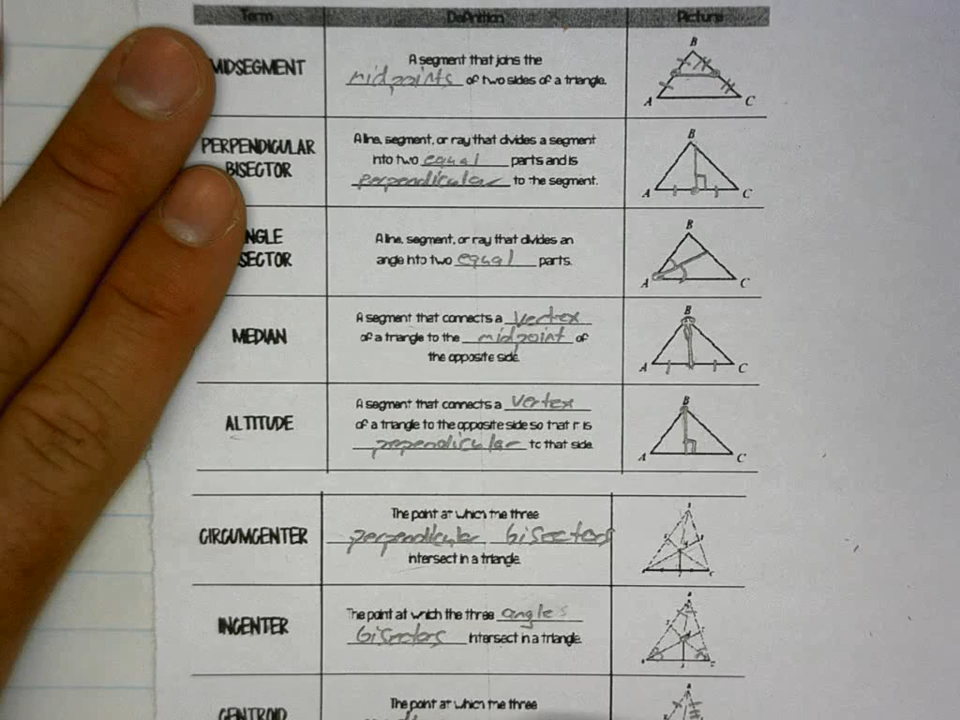 Term Definition Picture
MIDSEGMENT
A segment that joins the
midpoints of two sides of a triangle.
B
A C
PERPENDICULAR
BISECTOR
A line, segment, or ray that divides a segment
into two equal parts and is
perpendicular to the segment.
B
A C
NGLE
SECTOR
A line, segment, or ray that divides an
angle into two equal parts.
B
A C
MEDIAN
A segment that connects a vertex
of a triangle to the midpoint of
the opposite side.
B
A C
ALTITUDE
A segment that connects a vertex
of a triangle to the opposite side so that it is
prependicular to that side.
B
A C
CIRCUMCENTER
The point at which the three
perpendicular bisectors
intersect in a triangle.
INCENTER
The point at which the three angles
bisectors intersect in a triangle.
CENTROID
The point at which the three